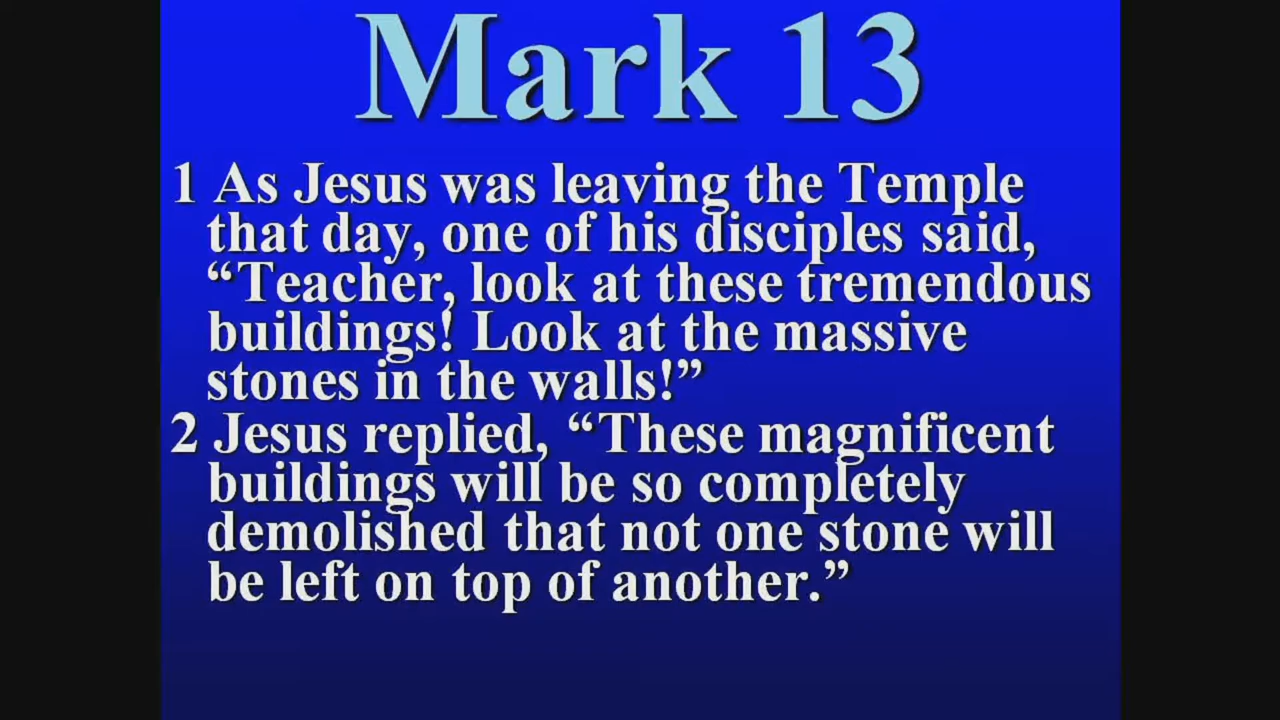 Mark 13
1 As Jesus was leaving the Temple
that day, one of his disciples said,
“Teacher, look at these tremendous
buildings! Look at the massive
stones in the walls!”
2 Jesus replied, “These magnificent
buildings will be so completely
demolished that not one stone will
be left on top of another.”